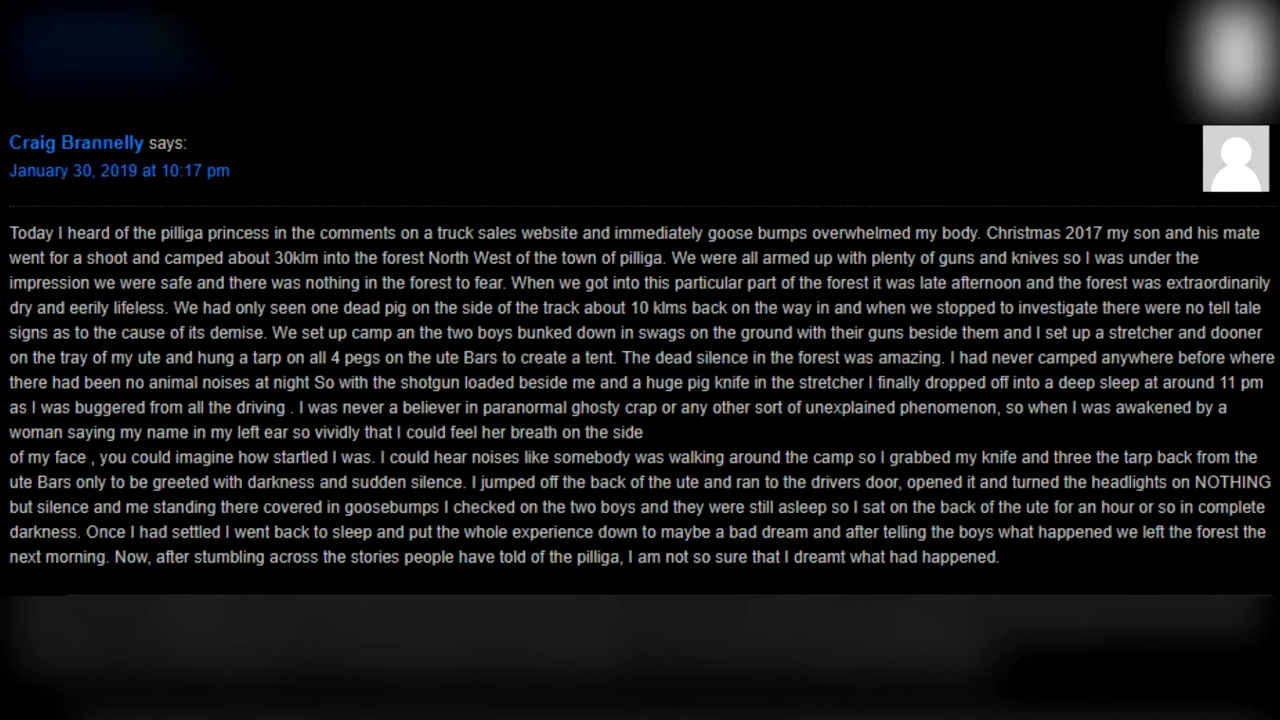 Craig Brannelly says:
January 30, 2019 at 10:17 pm
Today I heard of the pilliga princess in the comments on a truck sales website and immediately goose bumps overwhelmed my body. Christmas 2017 my son and his mate
went for a shoot and camped about 30klm into the forest North West of the town of pilliga. We were all armed up with plenty of guns and knives so I was under the
impression we were safe and there was nothing in the forest to fear. When we got into this particular part of the forest it was late afternoon and the forest was extraordinarily
dry and eerily lifeless. We had only seen one dead pig on the side of the track about 10 klms back on the way in and when we stopped to investigate there were no tell tale
signs as to the cause of its demise. We set up camp an the two boys bunked down in swags on the ground with their guns beside them and I set up a stretcher and dooner
on the tray of my ute and hung a tarp on all 4 pegs on the ute Bars to create a tent. The dead silence in the forest was amazing. I had never camped anywhere before where
there had been no animal noises at night So with the shotgun loaded beside me and a huge pig knife in the stretcher I finally dropped off into a deep sleep at around 11 pm
as I was buggered from all the driving . I was never a believer in paranormal ghosty crap or any other sort of unexplained phenomenon, so when I was awakened by a
woman saying my name in my left ear so vividly that I could feel her breath on the side
of my face , you could imagine how startled I was. I could hear noises like somebody was walking around the camp so I grabbed my knife and three the tarp back from the
ute Bars only to be greeted with darkness and sudden silence. I jumped off the back of the ute and ran to the drivers door, opened it and turned the headlights on NOTHING
but silence and me standing there covered in goosebumps I checked on the two boys and they were still asleep so I sat on the back of the ute for an hour or so in complete
darkness. Once I had settled I went back to sleep and put the whole experience down to maybe a bad dream and after telling the boys what happened we left the forest the
next morning. Now, after stumbling across the stories people have told of the pilliga, I am not so sure that I dreamt what had happened.